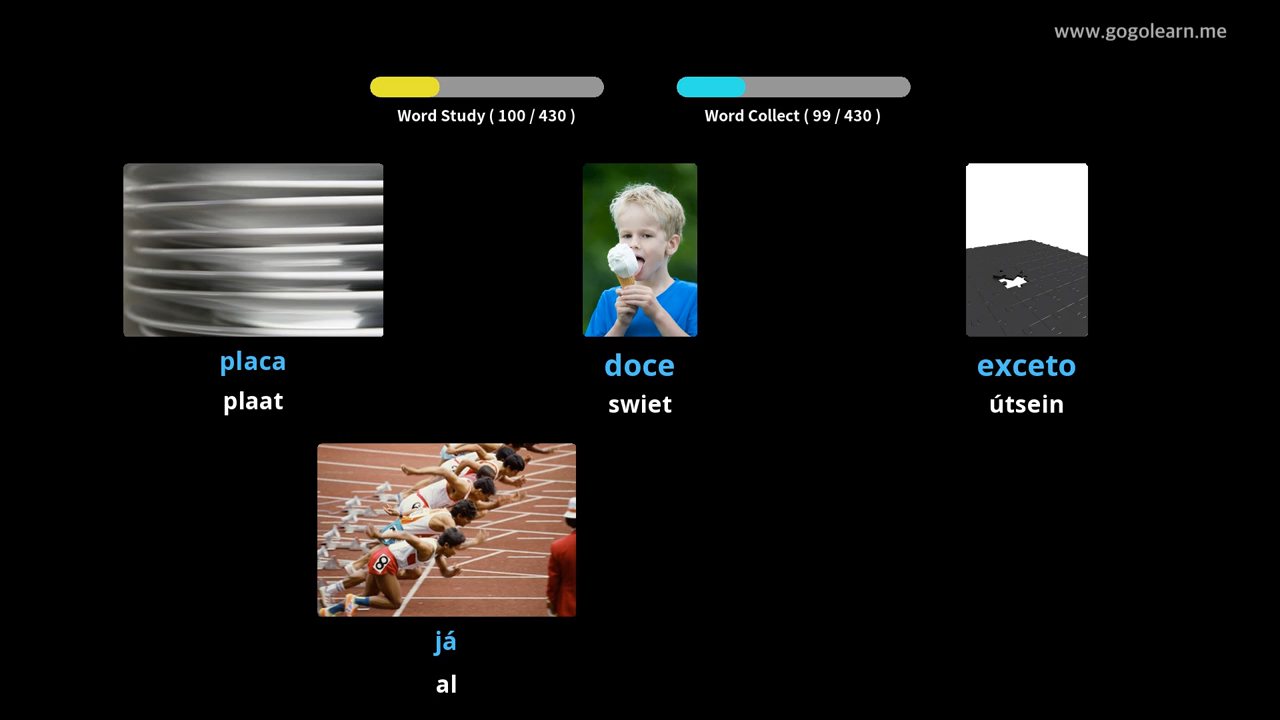 www.gogolearn.me
Word Study ( 100 / 430 )
Word Collect ( 99 / 430 )
placa
plaat
doce
swiet
exceto
útsein
já
al